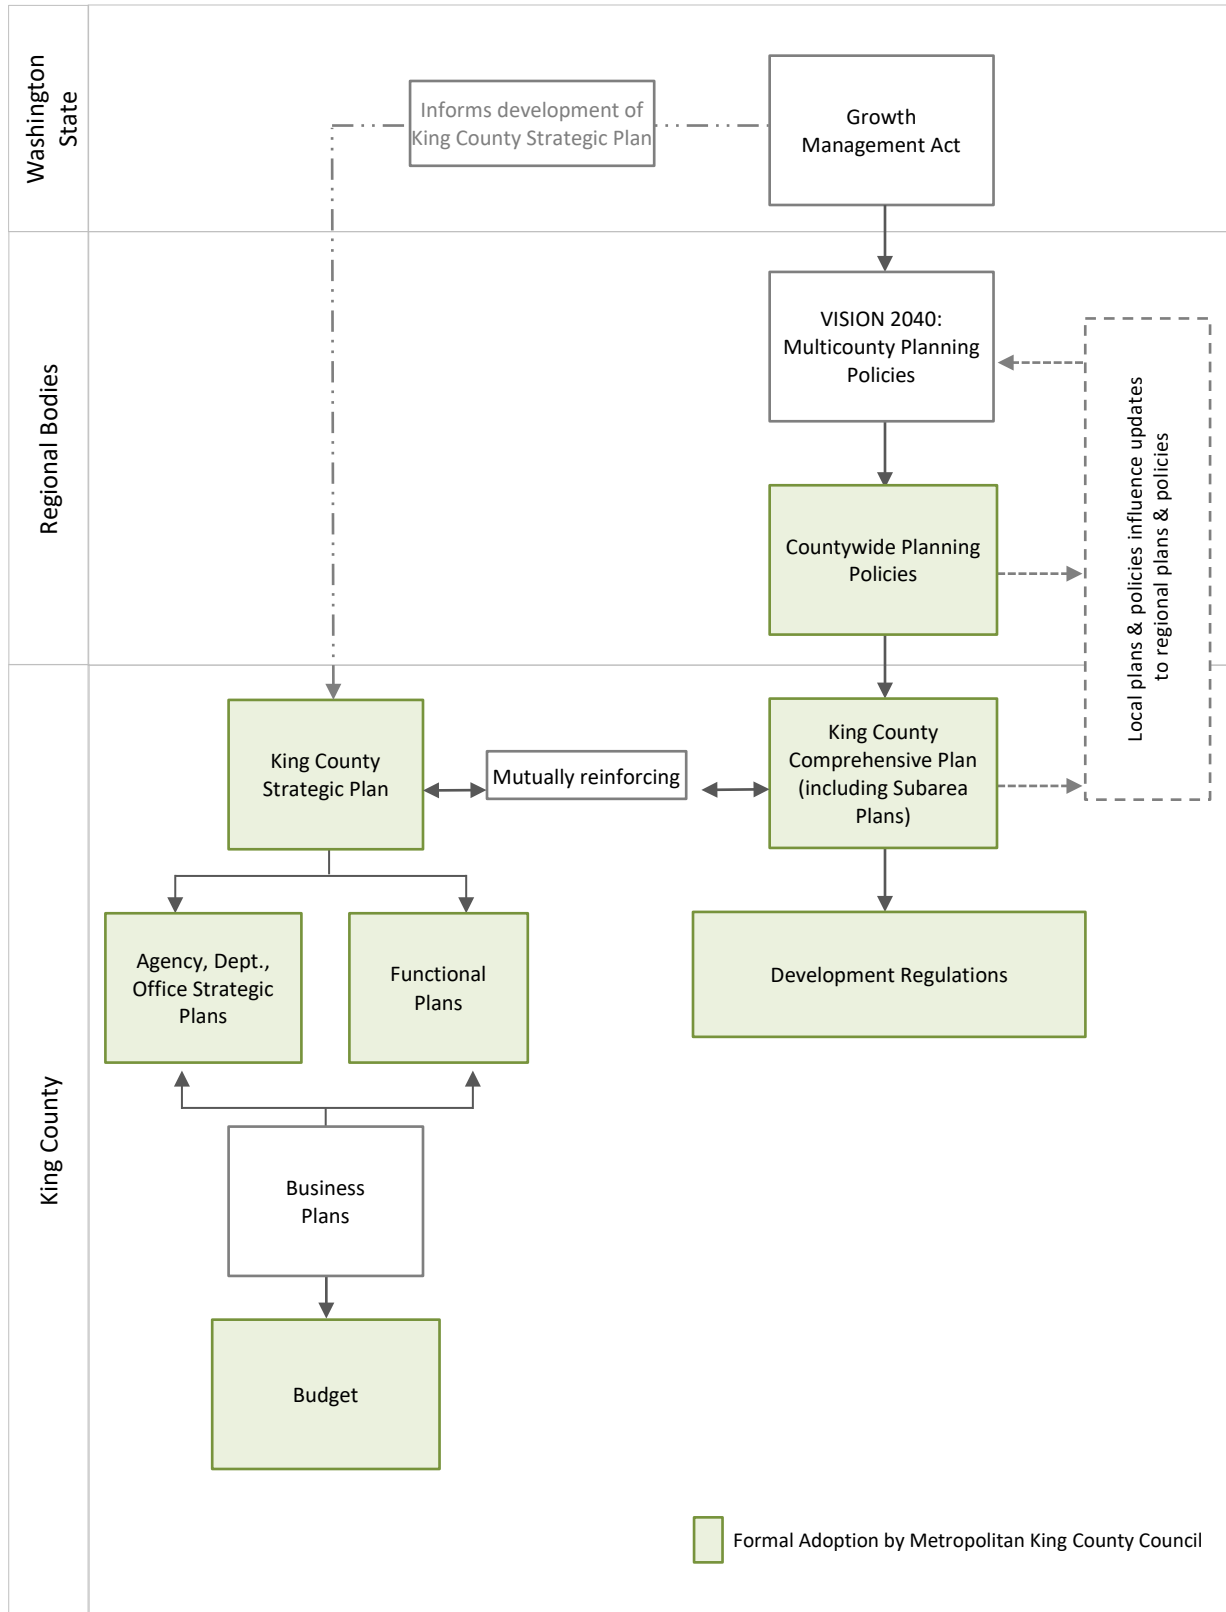 Washington
State
Informs development of
King County Strategic Plan
Growth
Management Act
Regional Bodies
VISION 2040:
Multicounty Planning
Policies
Countywide Planning
Policies
Local plans & policies influence updates
to regional plans & policies
King County
King County
Strategic Plan
Mutually reinforcing
King County
Comprehensive Plan
(including Subarea
Plans)
Agency, Dept.,
Office Strategic
Plans
Functional
Plans
Development Regulations
Business
Plans
Budget
Formal Adoption by Metropolitan King County Council